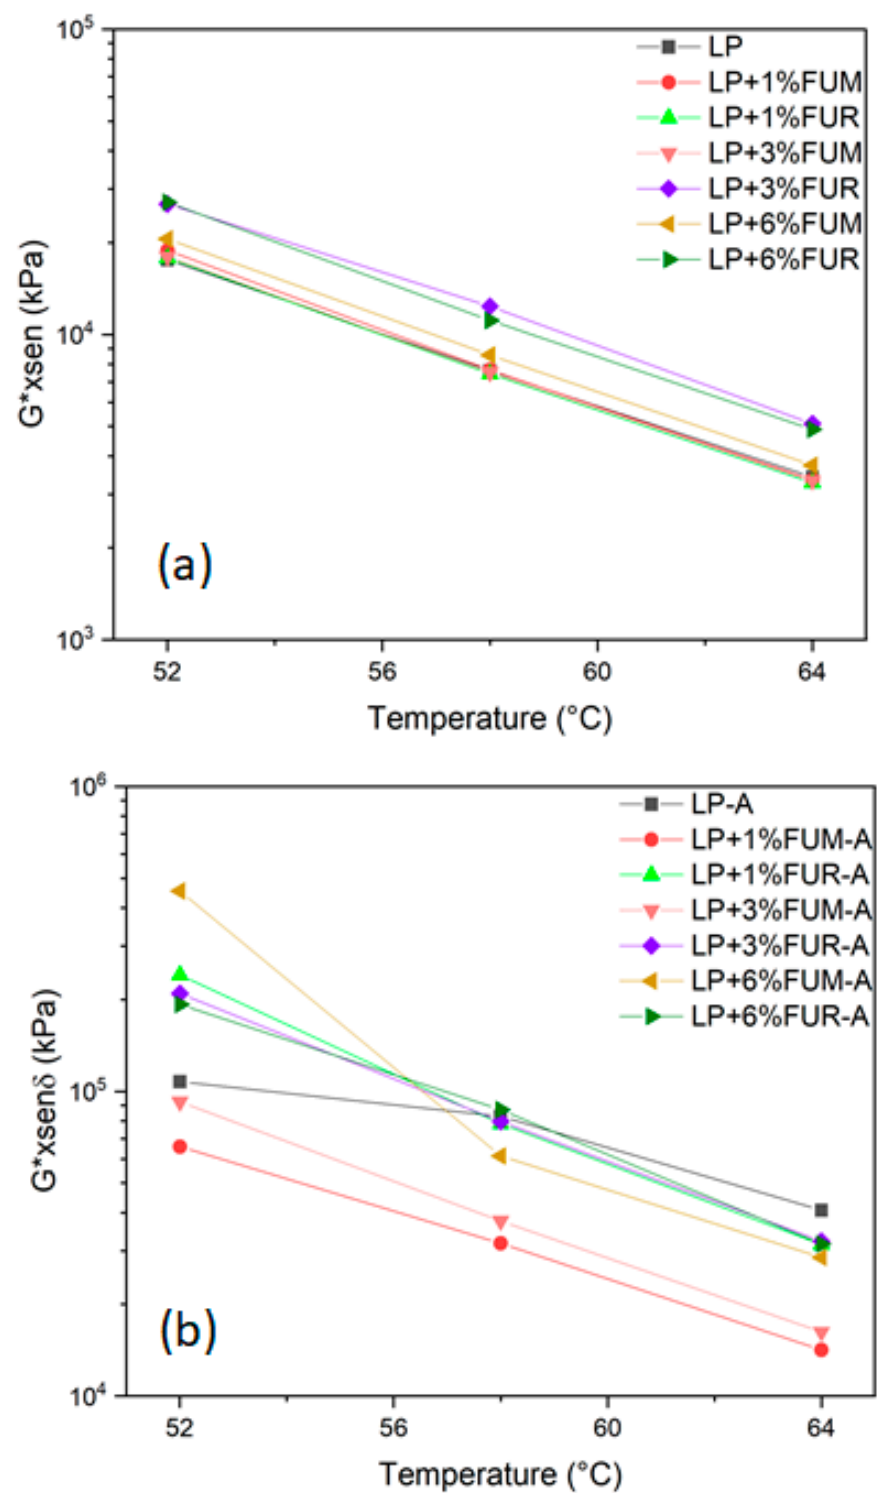 10⁵
LP
LP+1%FUM
LP+1%FUR
LP+3%FUM
LP+3%FUR
LP+6%FUM
LP+6%FUR
G*xsen (kPa)
10⁴
(a)
10³
52 56 60 64
Temperature (°C)
10⁶
LP-A
LP+1%FUM-A
LP+1%FUR-A
LP+3%FUM-A
LP+3%FUR-A
LP+6%FUM-A
LP+6%FUR-A
G*xsenδ (kPa)
10⁵
(b)
10⁴
52 56 60 64
Temperature (°C)